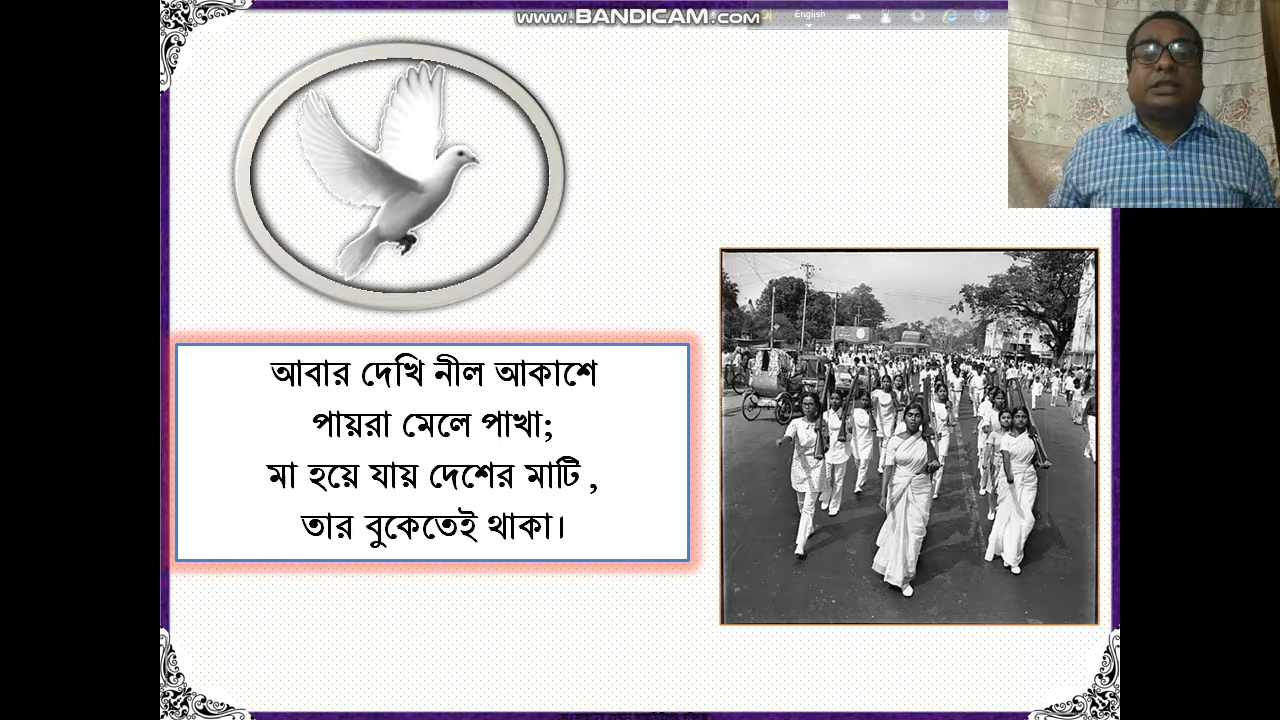 www.BANDICAM.com
English
আবার দেখি নীল আকাশে
পায়রা মেলে পাখা;
মা হয়ে যায় দেশের মাটি ,
তার বুকেতেই থাকা।